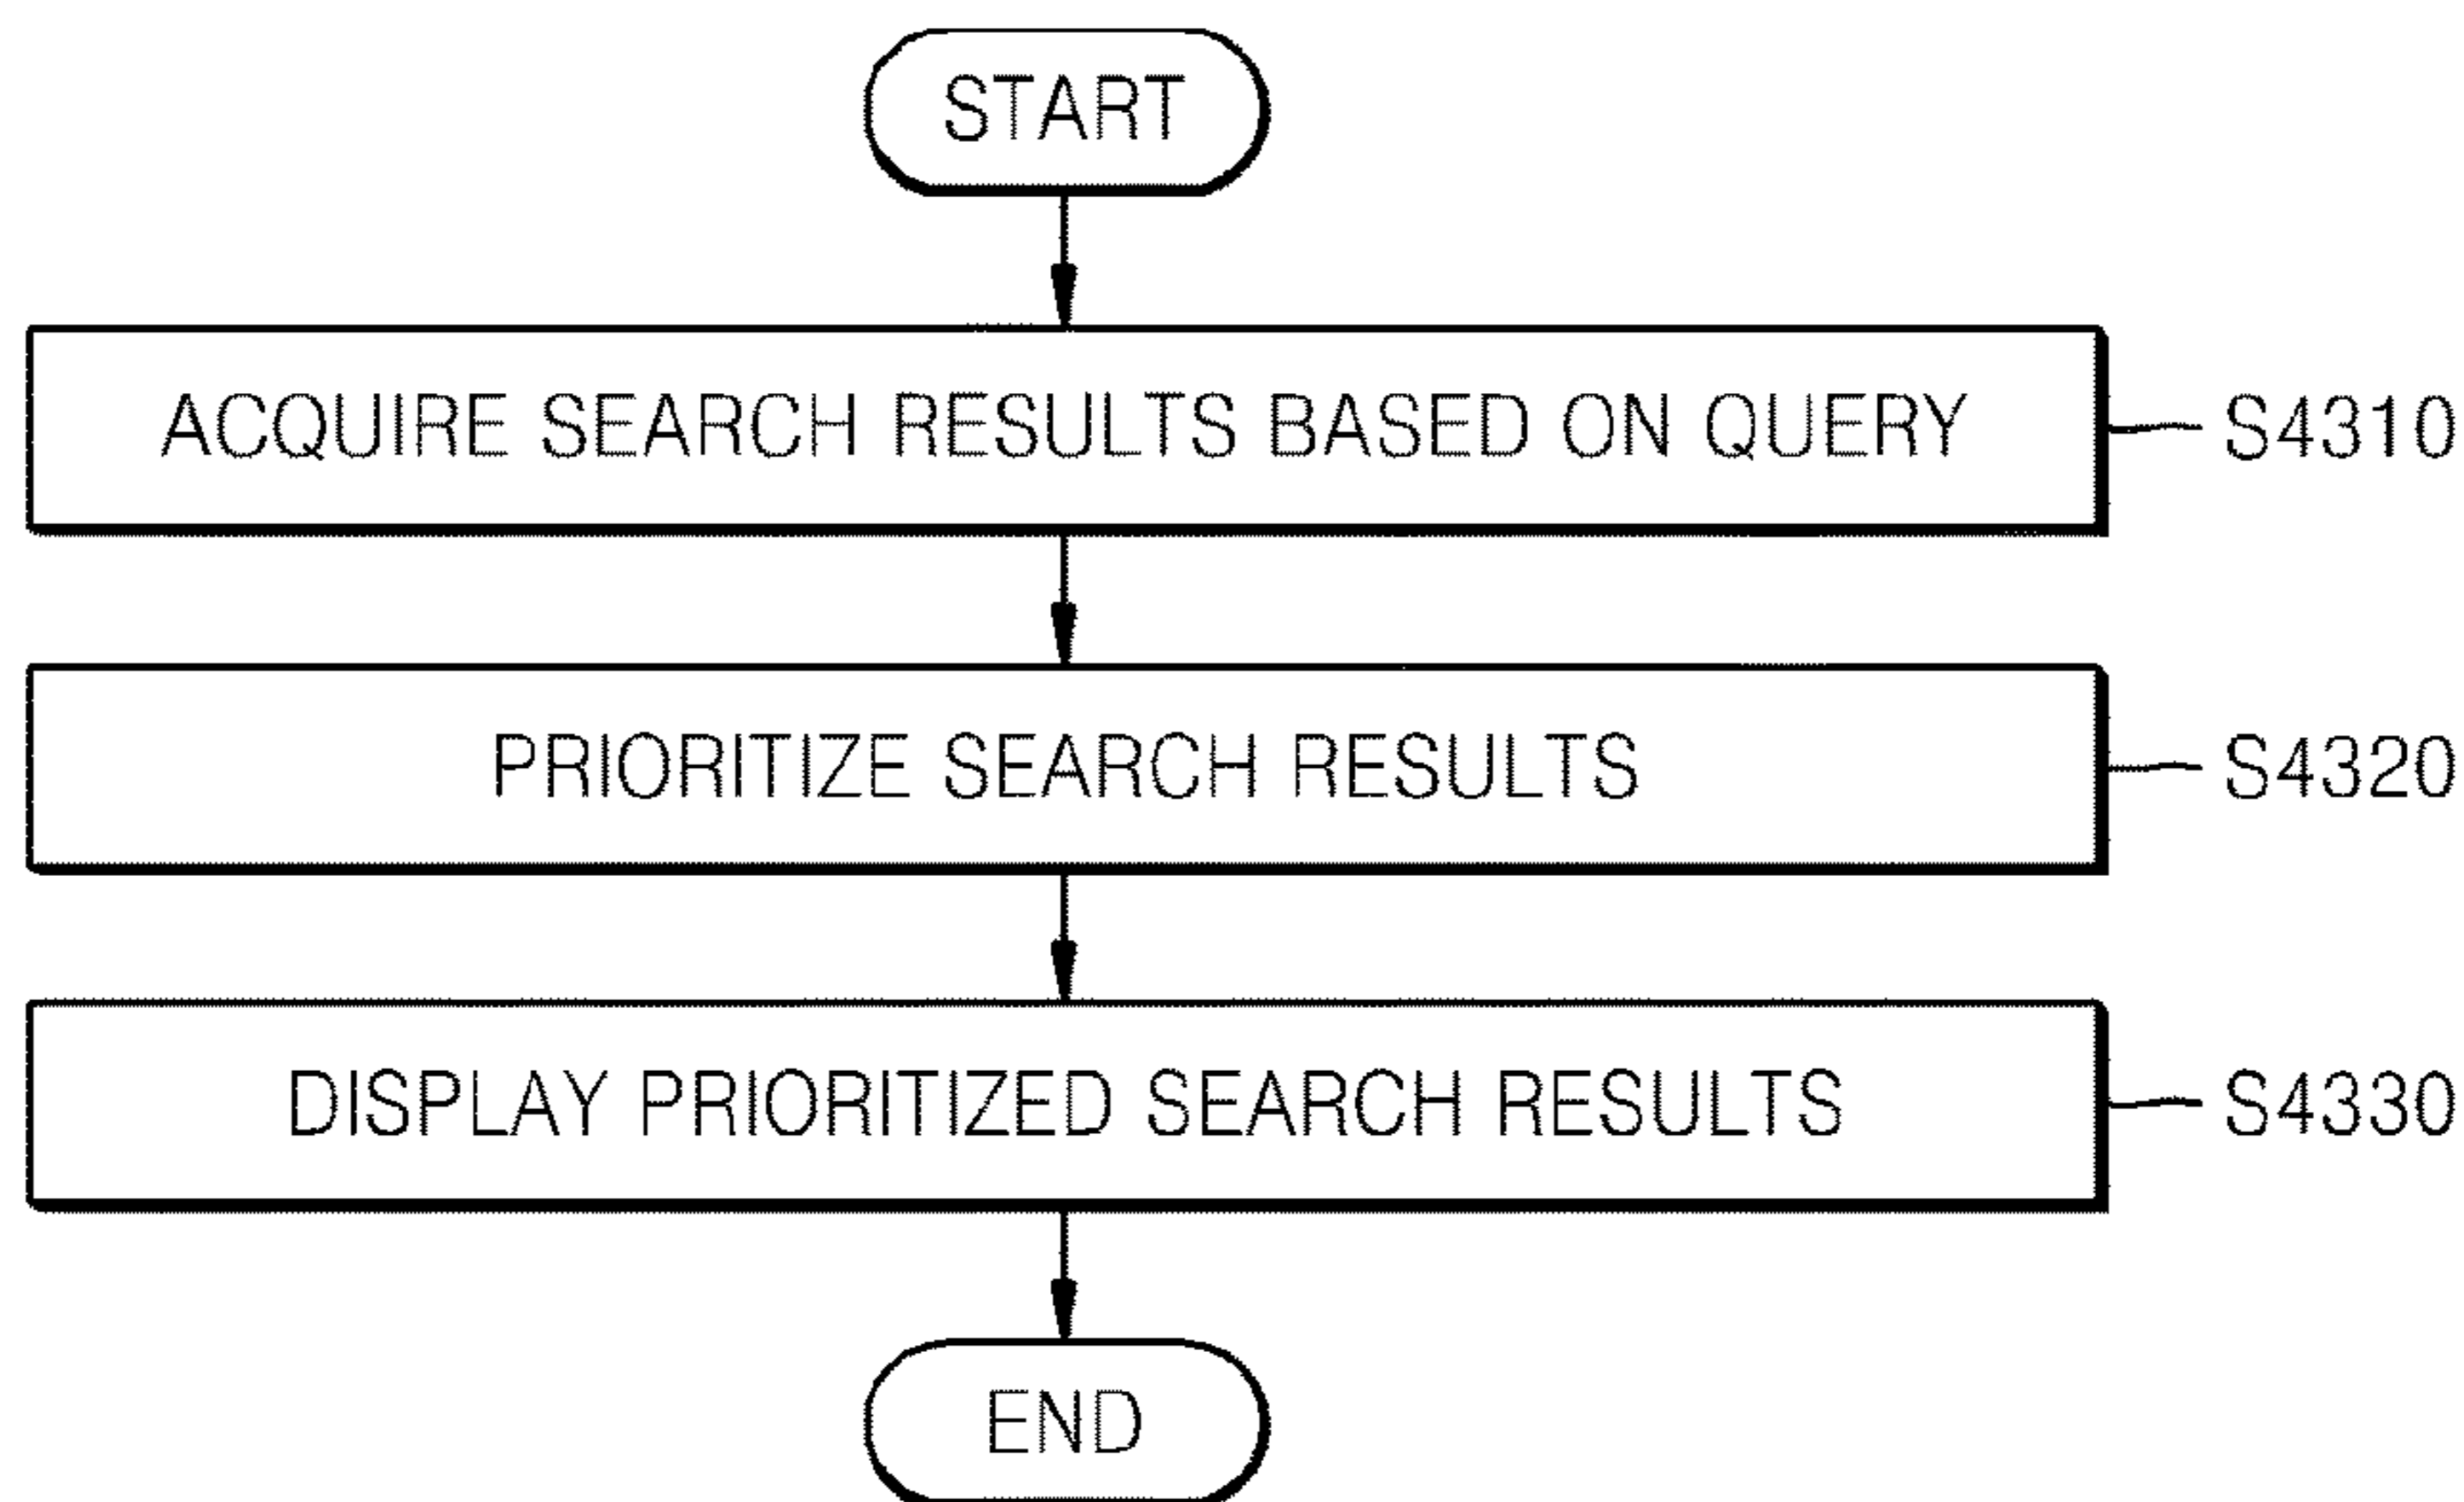 START
ACQUIRE SEARCH RESULTS BASED ON QUERY
S4310
PRIORITIZE SEARCH RESULTS
S4320
DISPLAY PRIORITIZED SEARCH RESULTS
S4330
END